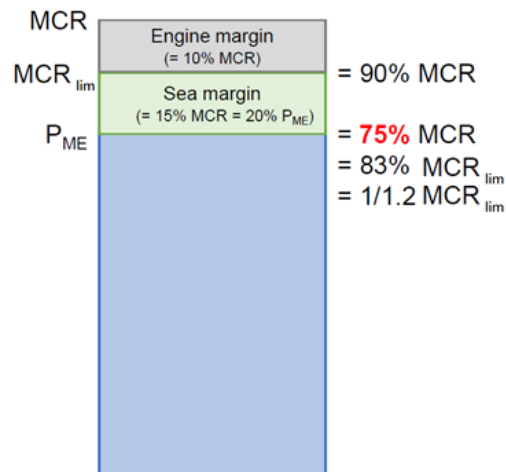 MCR
Engine margin
(= 10% MCR)
MCR lim = 90% MCR
Sea margin
(= 15% MCR = 20% PME)
PME = 75% MCR
= 83% MCR lim
= 1/1.2 MCR lim